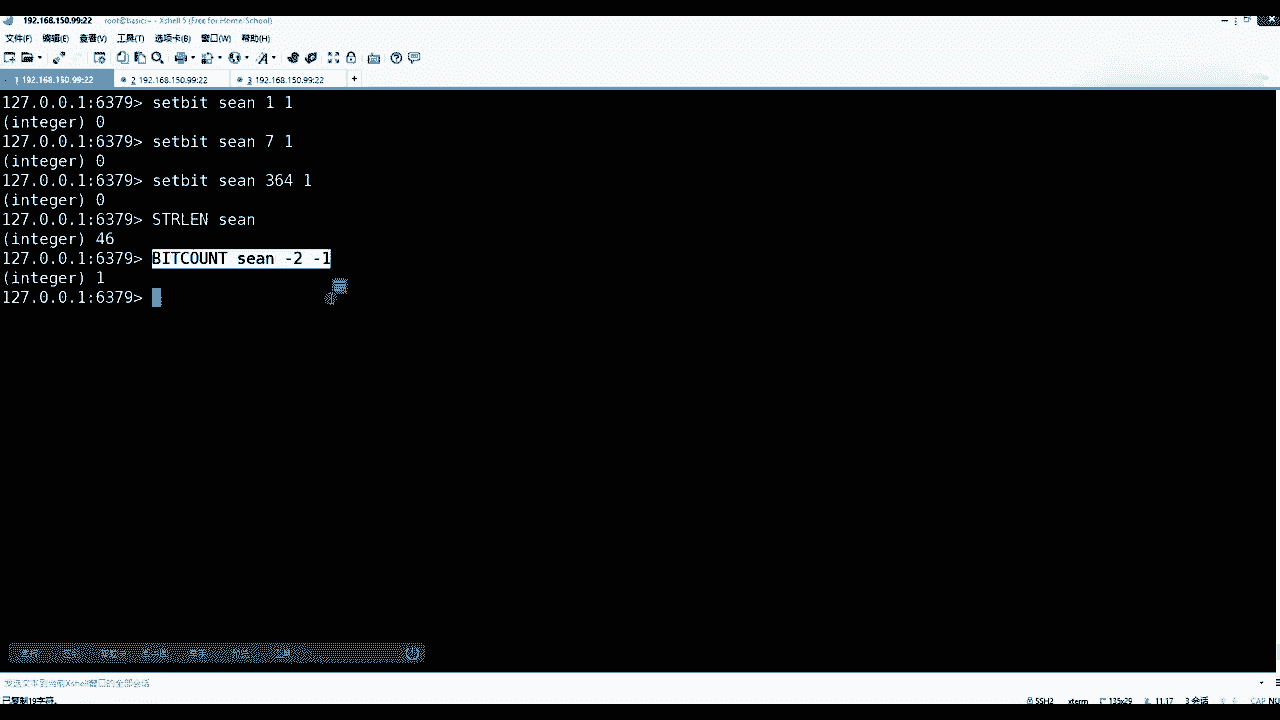 192.168.150.99:22 root@basic:~ - Xshell 5 (Free for Home/School)
文件(F) 编辑(E) 查看(V) 工具(T) 选项卡(B) 窗口(W) 帮助(H)
1 192.168.150.99:22 2 192.168.150.99:22 3 192.168.150.99:22 +
127.0.0.1:6379> setbit sean 1 1
(integer) 0
127.0.0.1:6379> setbit sean 7 1
(integer) 0
127.0.0.1:6379> setbit sean 364 1
(integer) 0
127.0.0.1:6379> STRLEN sean
(integer) 46
127.0.0.1:6379> BITCOUNT sean -2 -1
(integer) 1
127.0.0.1:6379>
发送文本到当前Xshell窗口的全部会话
已复制19字符。 SSH2 xterm 135x29 11:17 3 会话 CAP NU